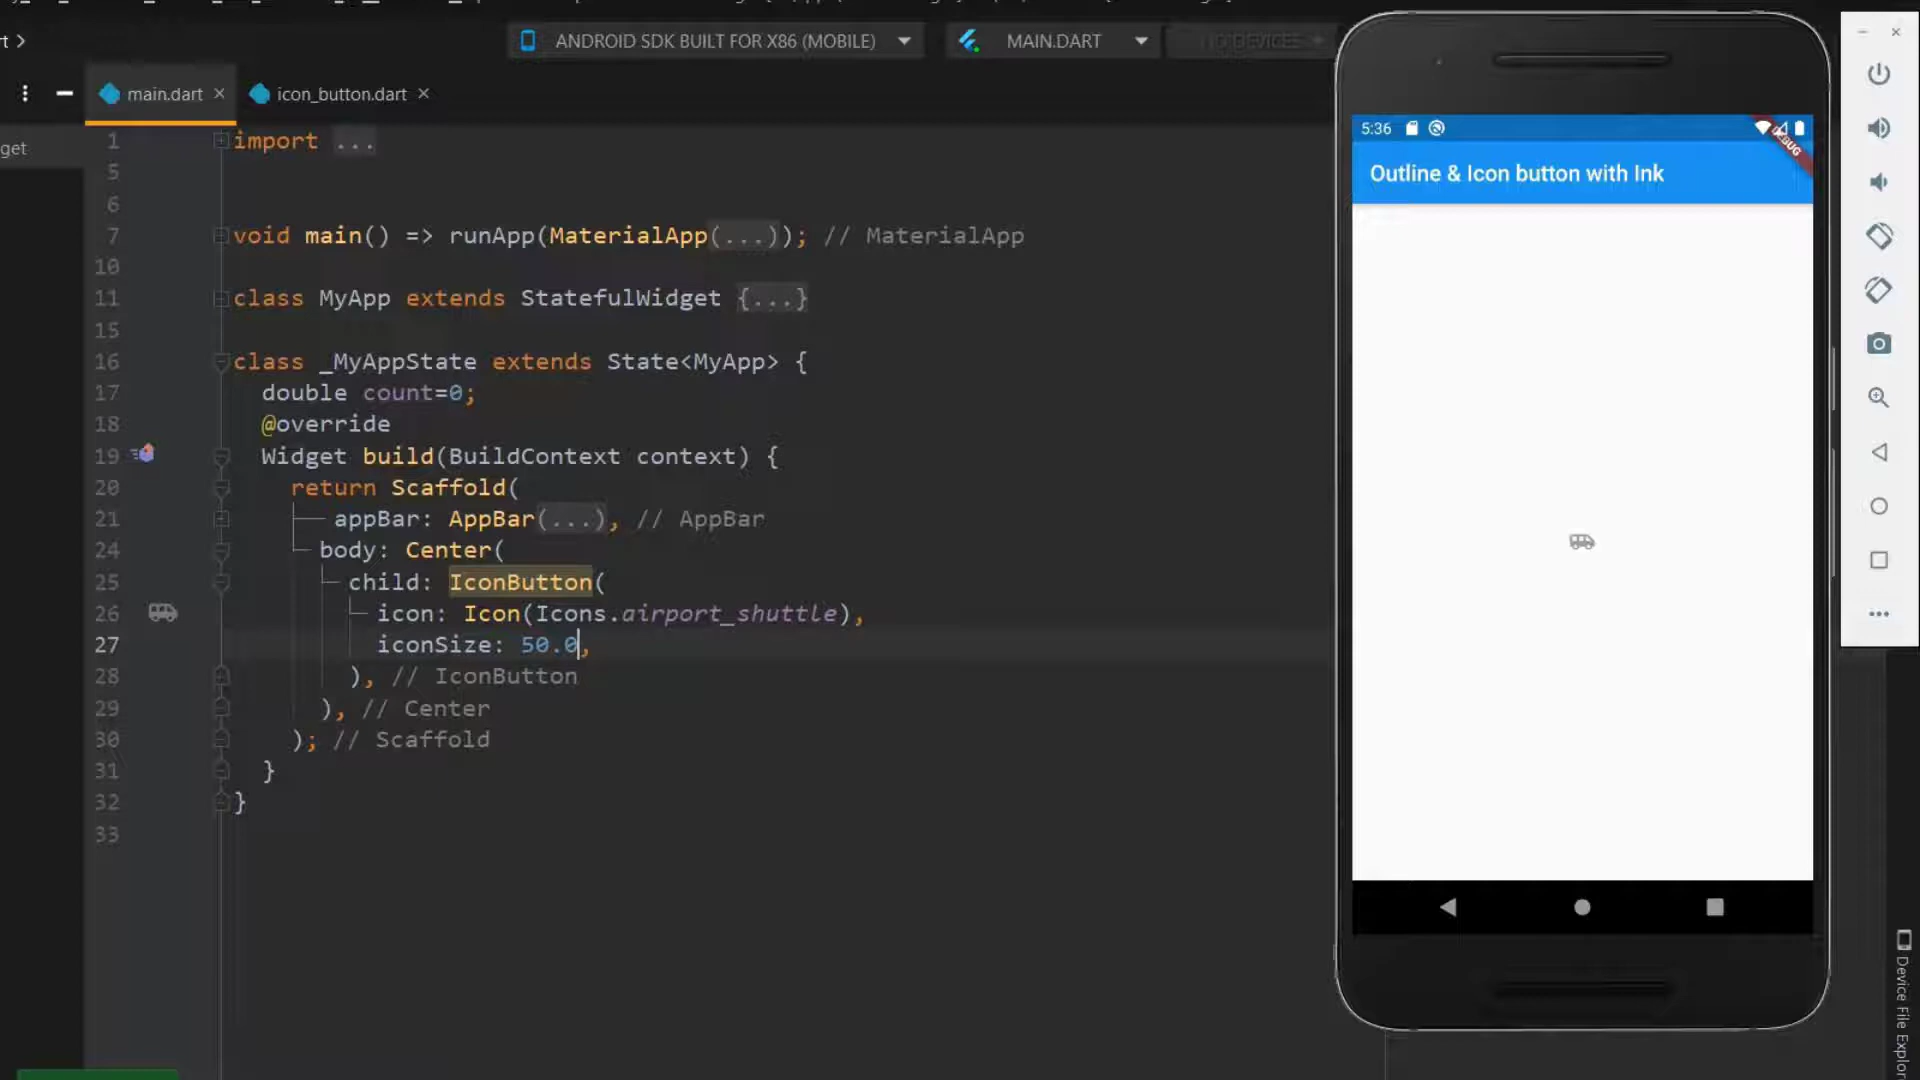 ANDROID SDK BUILT FOR X86 (MOBILE)
MAIN.DART
NO DEVICES
main.dart
icon_button.dart
get
1 import ...
5
6
7 void main() => runApp(MaterialApp(...)); // MaterialApp
10
11 class MyApp extends StatefulWidget {...}
15
16 class _MyAppState extends State<MyApp> {
17 double count=0;
18 @override
19 Widget build(BuildContext context) {
20 return Scaffold(
21 appBar: AppBar(...), // AppBar
24 body: Center(
25 child: IconButton(
26 icon: Icon(Icons.airport_shuttle),
27 iconSize: 50.0,
28 ), // IconButton
29 ), // Center
30 ); // Scaffold
31 }
32 }
33
5:36
DEBUG
Outline & Icon button with Ink
Device File Explor